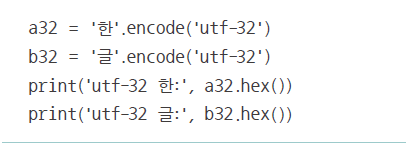 a32 = '한'.encode('utf-32')
b32 = '글'.encode('utf-32')
print('utf-32 한:', a32.hex())
print('utf-32 글:', b32.hex())